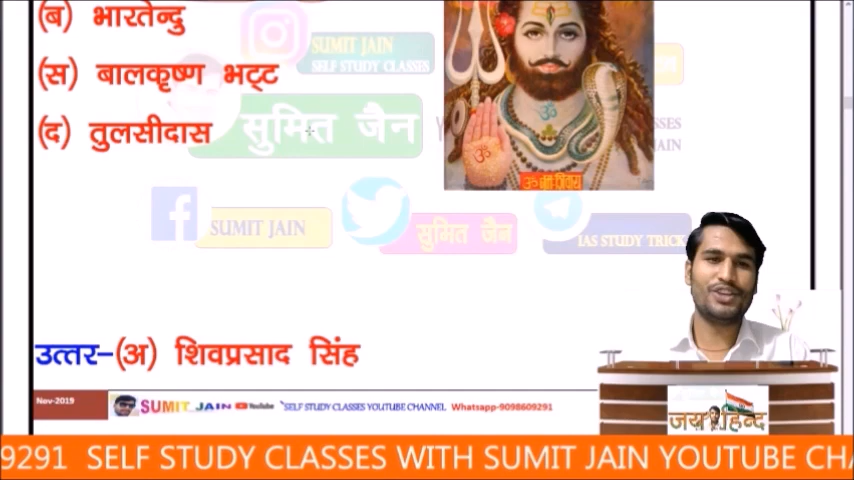 (ब) भारतेन्दु
SUMIT JAIN
SELF STUDY CLASSES
(स) बालकृष्ण भट्ट
(द) तुलसीदास
सुमित जैन
SUMIT JAIN
सुमित जैन
IAS STUDY TRICK
उत्तर-(अ) शिवप्रसाद सिंह
Nov-2019
SUMIT JAIN YouTube "SELF STUDY CLASSES YOUTUBE CHANNEL Whatsapp-9098609291
जय हिन्द
9291 SELF STUDY CLASSES WITH SUMIT JAIN YOUTUBE CHA